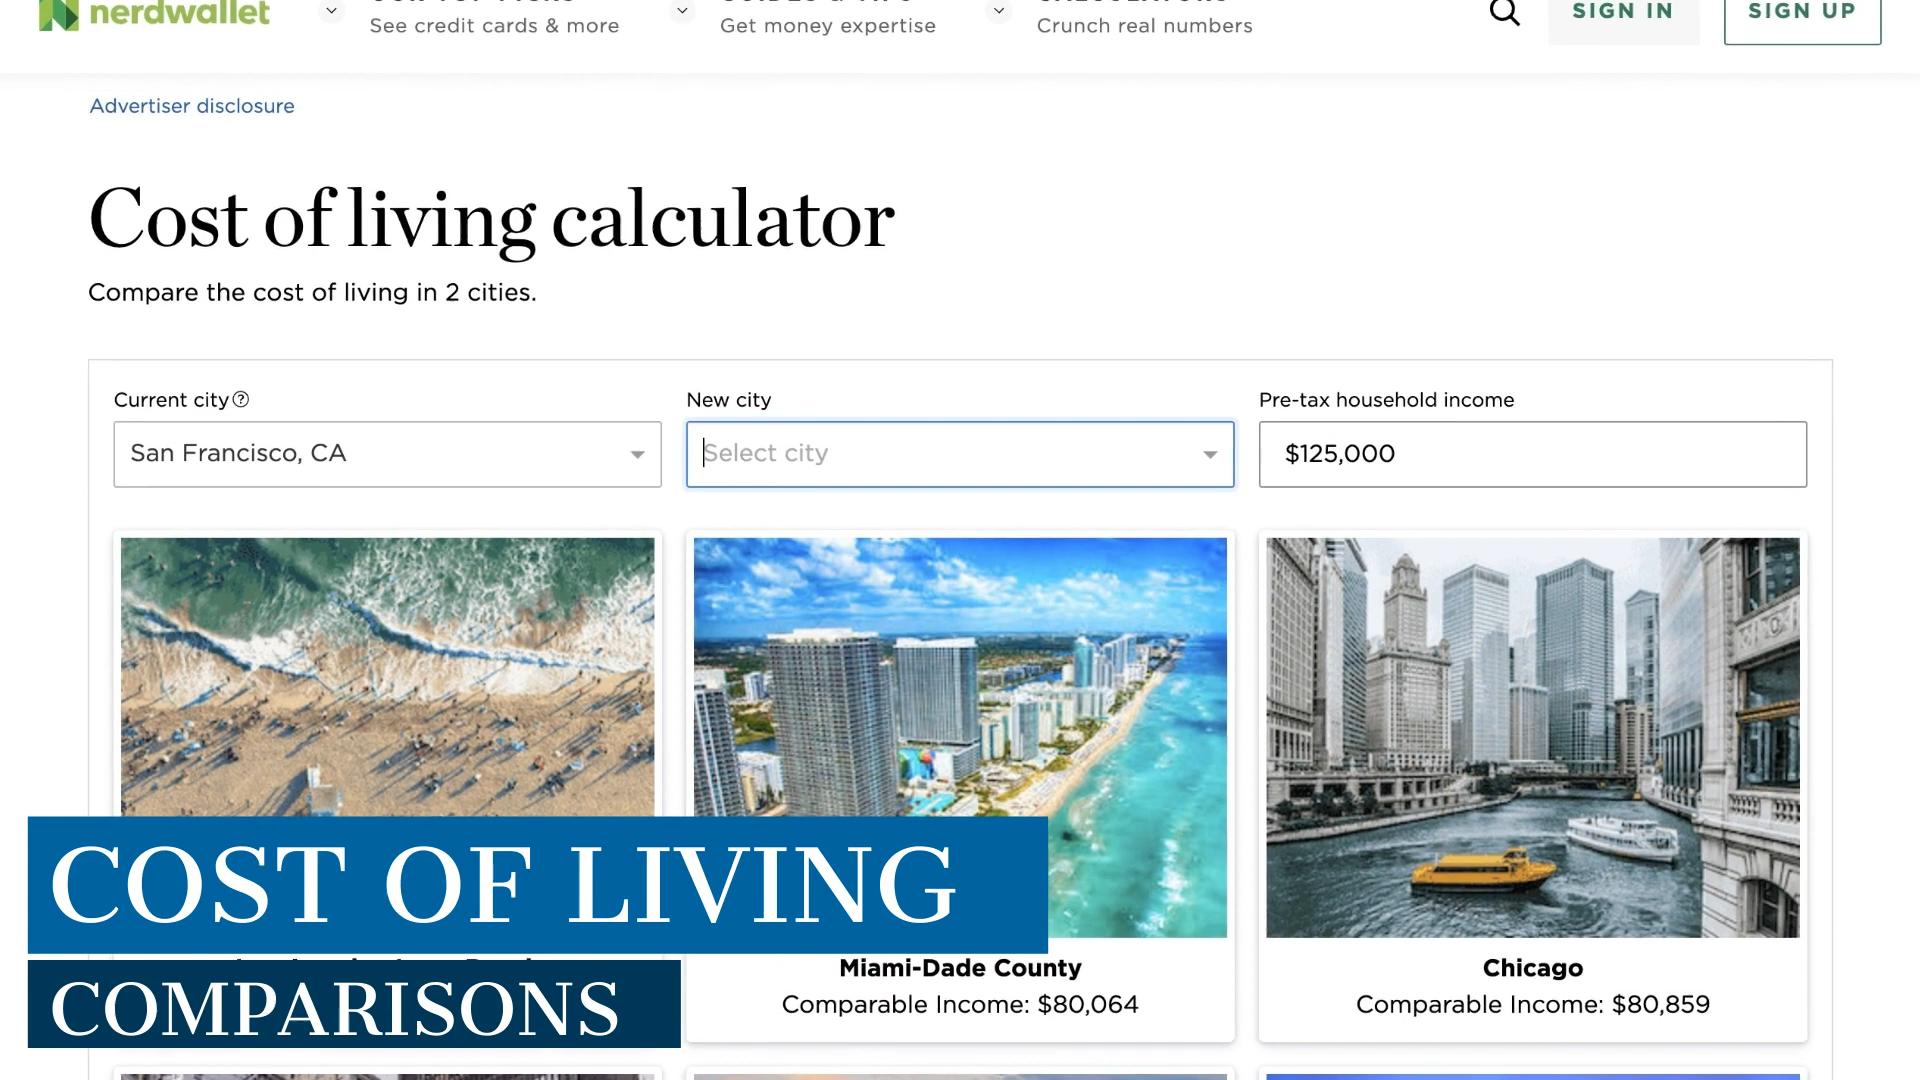 nerdwallet
See credit cards & more
Get money expertise
Crunch real numbers
SIGN IN
SIGN UP
Advertiser disclosure
Cost of living calculator
Compare the cost of living in 2 cities.
Current city
New city
Pre-tax household income
San Francisco, CA
Select city
$125,000
COST OF LIVING
COMPARISONS
Miami-Dade County
Comparable Income: $80,064
Chicago
Comparable Income: $80,859